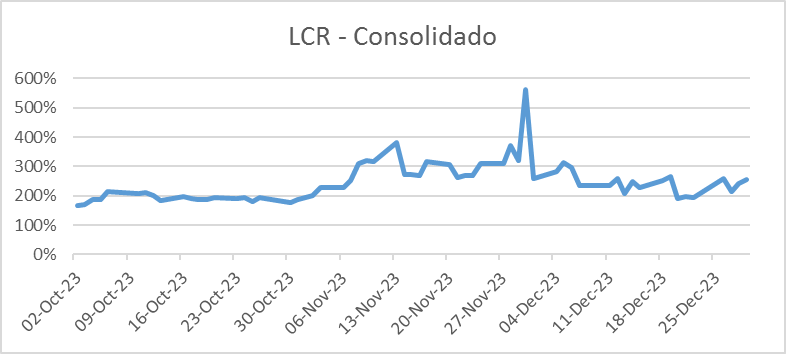 LCR - Consolidado
600%
500%
400%
300%
200%
100%
0%
02-Oct-23
09-Oct-23
16-Oct-23
23-Oct-23
30-Oct-23
06-Nov-23
13-Nov-23
20-Nov-23
27-Nov-23
04-Dec-23
11-Dec-23
18-Dec-23
25-Dec-23